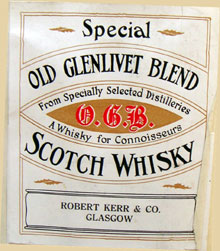 Special
OLD GLENLIVET BLEND
From Specially Selected Distilleries
O.G.B.
A Whisky for Connoisseurs
SCOTCH WHISKY
ROBERT KERR & CO.
GLASGOW